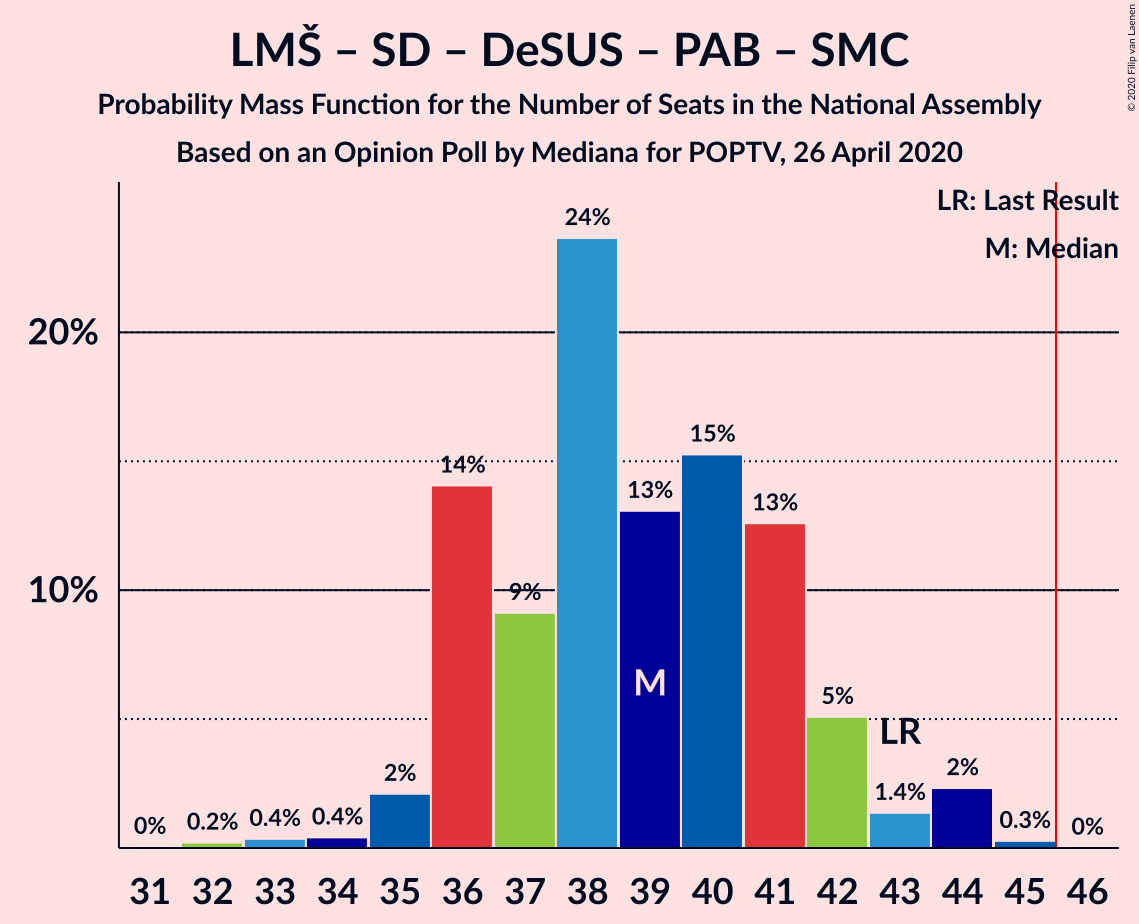 LMŠ – SD – DeSUS – PAB – SMC
Probability Mass Function for the Number of Seats in the National Assembly
Based on an Opinion Poll by Mediana for POPTV, 26 April 2020
© 2020 Filip van Laenen
LR: Last Result
M: Median
20%
10%
0%
0.2%
0.4%
0.4%
2%
14%
9%
24%
13%
15%
13%
5%
1.4%
2%
0.3%
0%
M
LR
31 32 33 34 35 36 37 38 39 40 41 42 43 44 45 46